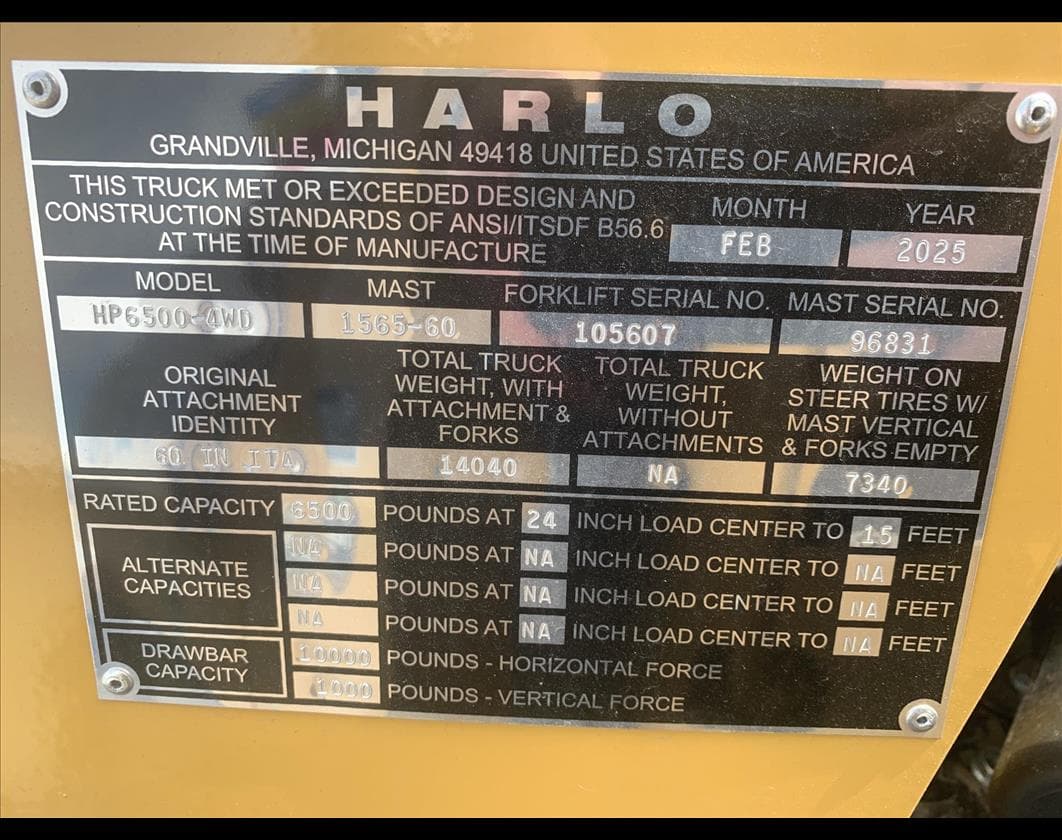 HARLO
GRANDVILLE, MICHIGAN 49418 UNITED STATES OF AMERICA
THIS TRUCK MET OR EXCEEDED DESIGN AND
CONSTRUCTION STANDARDS OF ANSI/ITSDF B56.6
AT THE TIME OF MANUFACTURE
MONTH YEAR
FEB 2025
MODEL MAST FORKLIFT SERIAL NO. MAST SERIAL NO.
HP6500-4WD 1565-60 105607 96831
ORIGINAL
ATTACHMENT
IDENTITY
60 IN ITA
TOTAL TRUCK
WEIGHT, WITH
ATTACHMENT &
FORKS
14040
TOTAL TRUCK
WEIGHT,
WITHOUT
ATTACHMENTS
NA
WEIGHT ON
STEER TIRES W/
MAST VERTICAL
& FORKS EMPTY
7340
RATED CAPACITY 6500 POUNDS AT 24 INCH LOAD CENTER TO 15 FEET
ALTERNATE
CAPACITIES
NA POUNDS AT NA INCH LOAD CENTER TO NA FEET
NA POUNDS AT NA INCH LOAD CENTER TO NA FEET
NA POUNDS AT NA INCH LOAD CENTER TO NA FEET
DRAWBAR
CAPACITY
10000 POUNDS - HORIZONTAL FORCE
1000 POUNDS - VERTICAL FORCE